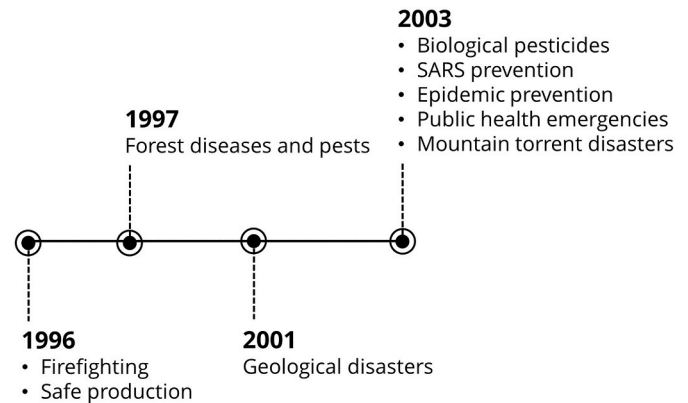 2003
• Biological pesticides
• SARS prevention
• Epidemic prevention
• Public health emergencies
• Mountain torrent disasters
1997
Forest diseases and pests
1996
• Firefighting
• Safe production
2001
Geological disasters